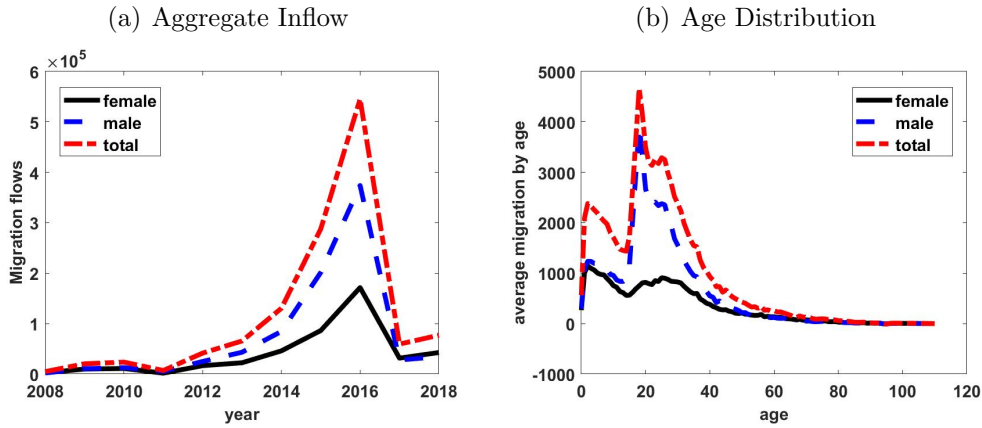 (a) Aggregate Inflow
×10⁵
6
5
4
3
2
1
0
Migration flows
female
male
total
2008 2010 2012 2014 2016 2018
year
(b) Age Distribution
5000
4000
3000
2000
1000
0
-1000
average migration by age
female
male
total
0 20 40 60 80 100 120
age